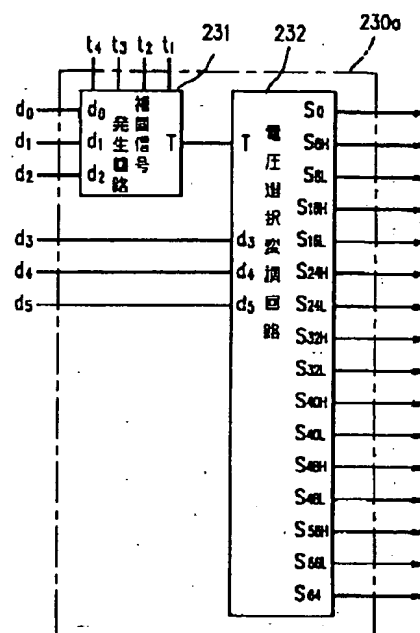 t4 t3 t2 t1
231
232
230a
d0
d1
d2
d3
d4
d5
d0
d1
d2
補間信号
発生回路
T
T
d3
d4
d5
電圧選択変調回路
S0
S8H
S8L
S16H
S16L
S24H
S24L
S32H
S32L
S40H
S40L
S48H
S48L
S56H
S56L
S64